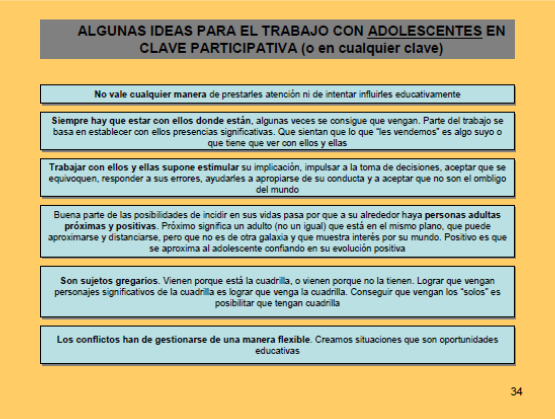 ALGUNAS IDEAS PARA EL TRABAJO CON ADOLESCENTES EN
CLAVE PARTICIPATIVA (o en cualquier clave)
No vale cualquier manera de prestarles atención ni de intentar influirles educativamente
Siempre hay que estar con ellos donde están, algunas veces se consigue que vengan. Parte del trabajo se
basa en establecer con ellos presencias significativas. Que sientan que lo que "les vendemos" es algo suyo o
que tiene que ver con ellos y ellas
Trabajar con ellos y ellas supone estimular su implicación, impulsar a la toma de decisiones, aceptar que se
equivoquen, responder a sus errores, ayudarles a apropiarse de su conducta y a aceptar que no son el ombligo
del mundo
Buena parte de las posibilidades de incidir en sus vidas pasa por que a su alrededor haya personas adultas
próximas y positivas. Próximo significa un adulto (no un igual) que está en el mismo plano, que puede
aproximarse y distanciarse, pero que no es de otra galaxia y que muestra interés por su mundo. Positivo es que
se aproxima al adolescente confiando en su evolución positiva
Son sujetos gregarios. Vienen porque está la cuadrilla, o vienen porque no la tienen. Lograr que vengan
personajes significativos de la cuadrilla es lograr que venga la cuadrilla. Conseguir que vengan los "solos" es
posibilitar que tengan cuadrilla
Los conflictos han de gestionarse de una manera flexible. Creamos situaciones que son oportunidades
educativas
34